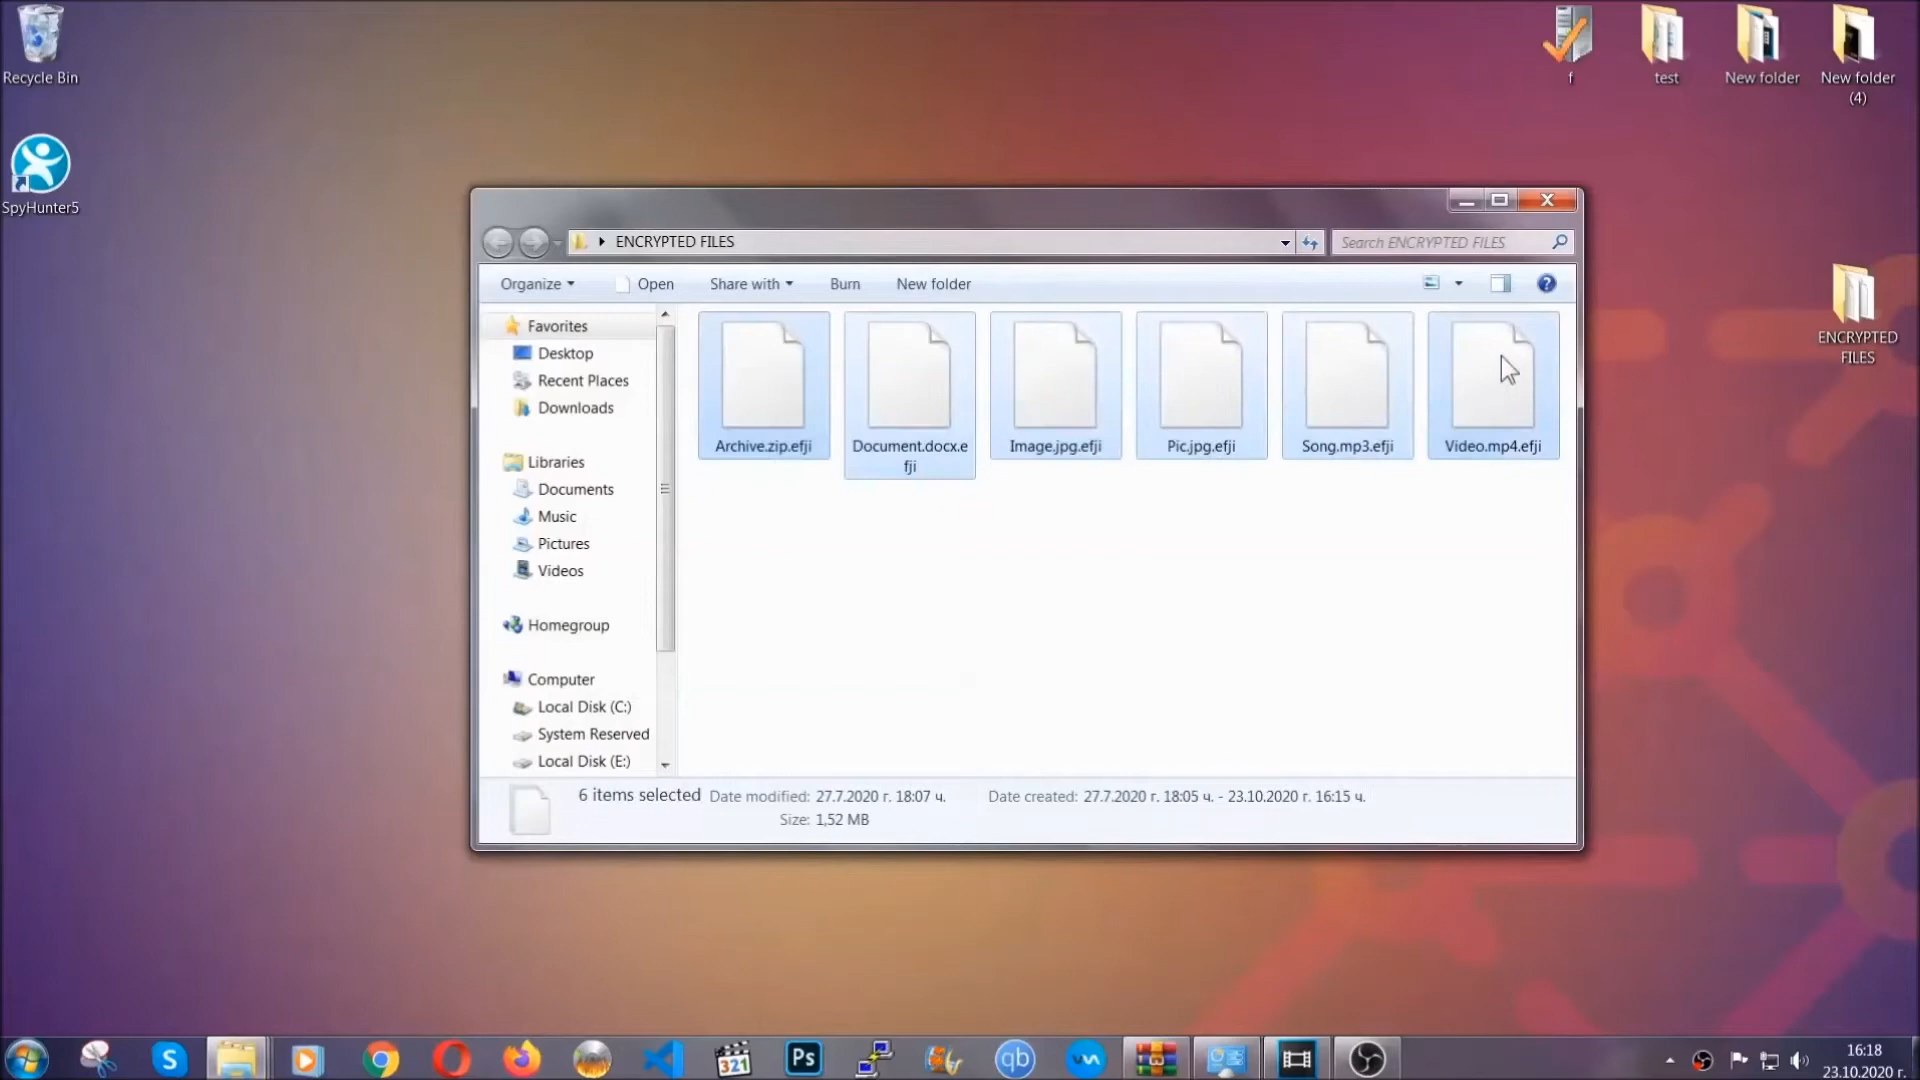 Recycle Bin
SpyHunter5
f
test
New folder
New folder
(4)
ENCRYPTED
FILES
ENCRYPTED FILES
Search ENCRYPTED FILES
Organize
Open
Share with
Burn
New folder
Favorites
Desktop
Recent Places
Downloads
Libraries
Documents
Music
Pictures
Videos
Homegroup
Computer
Local Disk (C:)
System Reserved
Local Disk (E:)
Archive.zip.efji
Document.docx.e
fji
Image.jpg.efji
Pic.jpg.efji
Song.mp3.efji
Video.mp4.efji
6 items selected Date modified: 27.7.2020 г. 18:07 ч. Date created: 27.7.2020 г. 18:05 ч. - 23.10.2020 г. 16:15 ч.
Size: 1,52 MB
S
321
Ps
qb
16:18
23.10.2020 г.